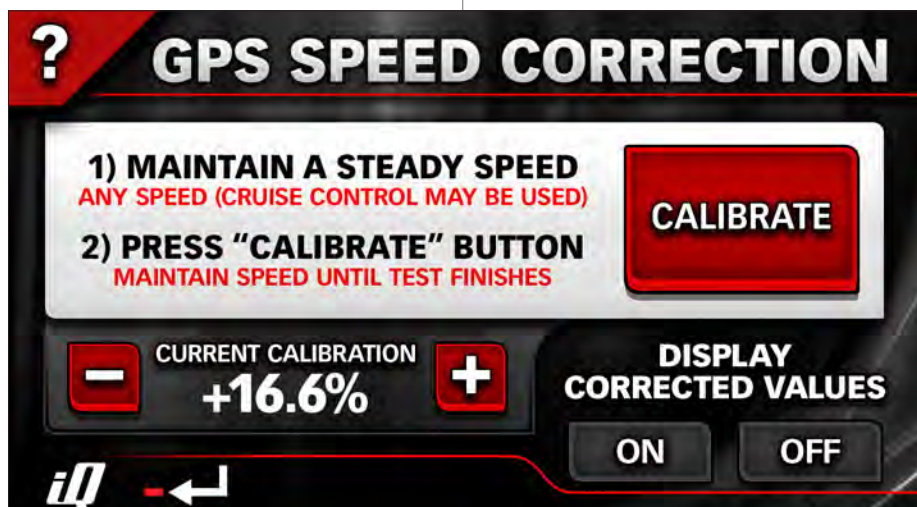 ?
GPS SPEED CORRECTION
1) MAINTAIN A STEADY SPEED
ANY SPEED (CRUISE CONTROL MAY BE USED)
2) PRESS “CALIBRATE” BUTTON
MAINTAIN SPEED UNTIL TEST FINISHES
CALIBRATE
CURRENT CALIBRATION
- +
+16.6%
DISPLAY
CORRECTED VALUES
ON OFF
iQ